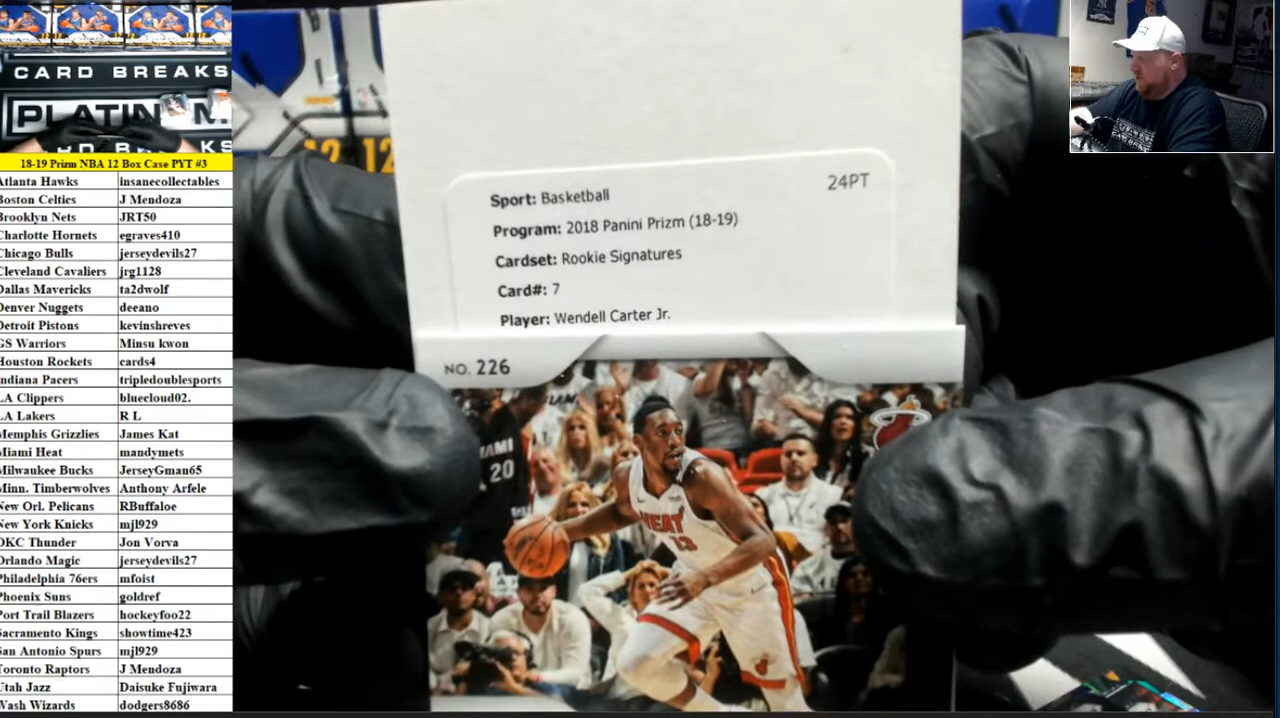 CARD BREAKS
PLATINUM
RD BREAKS
18-19 Prizm NBA 12 Box Case PYT #3
Atlanta Hawks insanecollectables
Boston Celtics J Mendoza
Brooklyn Nets JRT50
Charlotte Hornets egraves410
Chicago Bulls jerseydevils27
Cleveland Cavaliers jrg1128
Dallas Mavericks ta2dwolf
Denver Nuggets deeano
Detroit Pistons kevinshreves
GS Warriors Minsu kwon
Houston Rockets cards4
Indiana Pacers tripledoublesports
LA Clippers bluecloud02.
LA Lakers R L
Memphis Grizzlies James Kat
Miami Heat mandymets
Milwaukee Bucks JerseyGman65
Minn. Timberwolves Anthony Arfele
New Orl. Pelicans RBuffaloe
New York Knicks mjl929
OKC Thunder Jon Vorva
Orlando Magic jerseydevils27
Philadelphia 76ers mfoist
Phoenix Suns goldref
Port Trail Blazers hockeyfoo22
Sacramento Kings showtime423
San Antonio Spurs mjl929
Toronto Raptors J Mendoza
Utah Jazz Daisuke Fujiwara
Wash Wizards dodgers8686
12 12
24PT
Sport: Basketball
Program: 2018 Panini Prizm (18-19)
Cardset: Rookie Signatures
Card#: 7
Player: Wendell Carter Jr.
NO. 226
MIAMI
20
HEAT
13